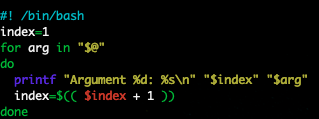 #! /bin/bash
index=1
for arg in "$@"
do
  printf "Argument %d: %s\n" "$index" "$arg"
  index=$(( $index + 1 ))
done